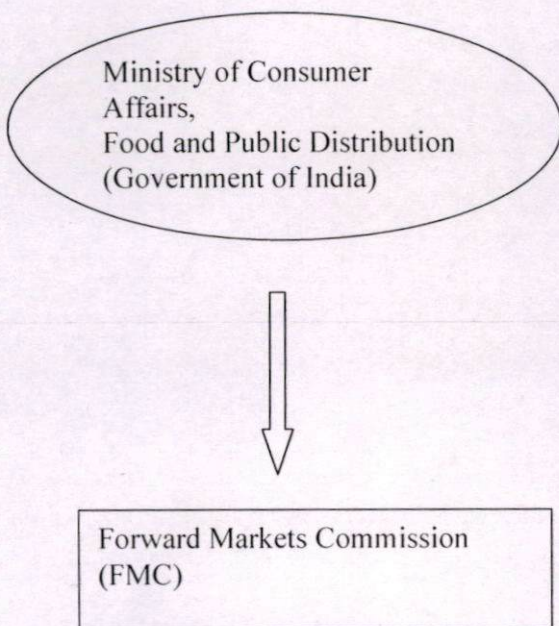 Ministry of Consumer
Affairs,
Food and Public Distribution
(Government of India)
Forward Markets Commission
(FMC)